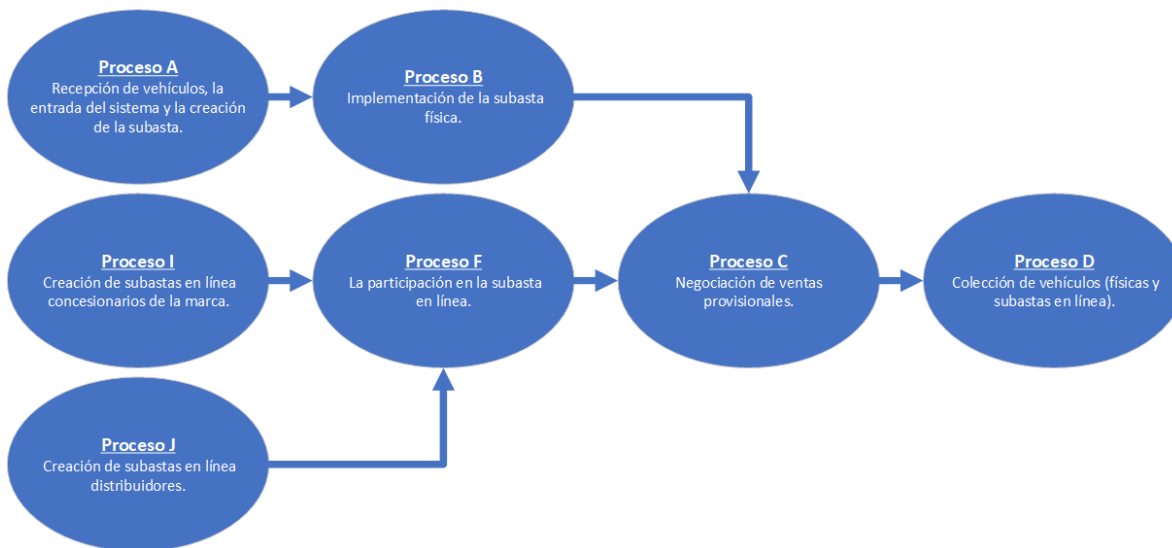 Proceso A
Recepción de vehículos, la
entrada del sistema y la creación
de la subasta.
Proceso B
Implementación de la subasta
física.
Proceso I
Creación de subastas en línea
concesionarios de la marca.
Proceso F
La participación en la subasta
en línea.
Proceso C
Negociación de ventas
provisionales.
Proceso D
Colección de vehículos (físicas y
subastas en línea).
Proceso J
Creación de subastas en línea
distribuidores.